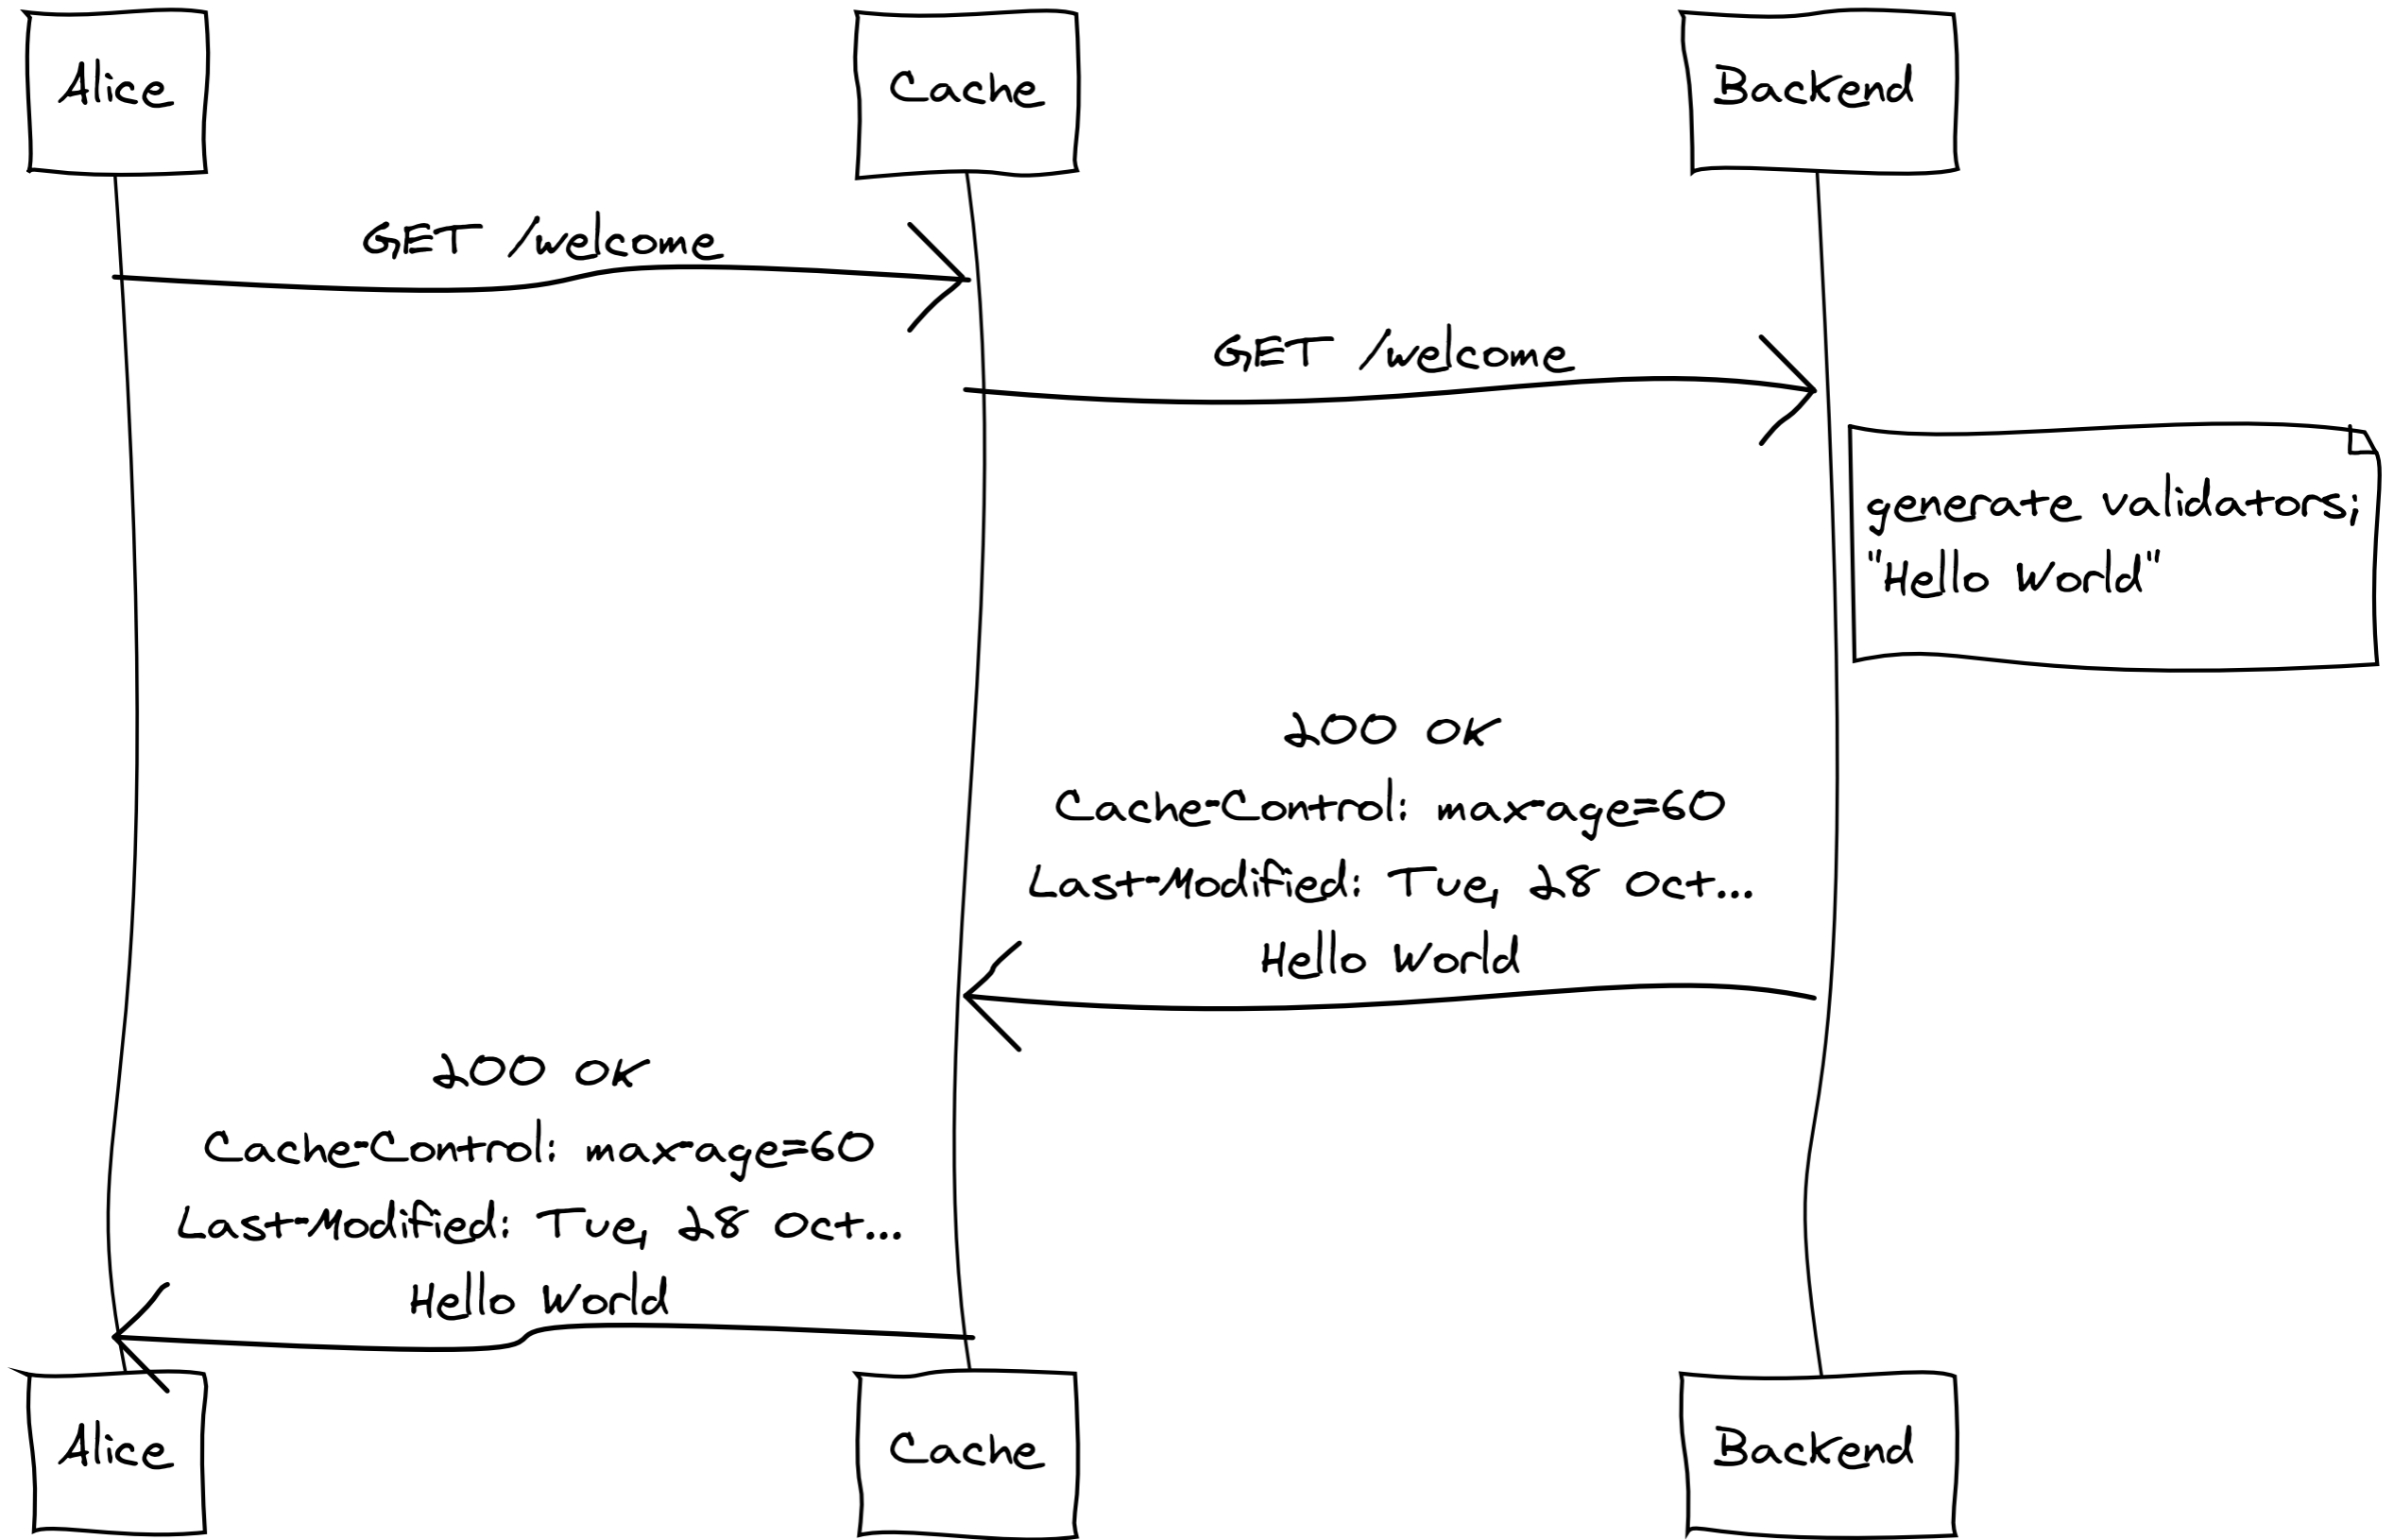 Alice
Cache
Backend
GET /welcome
GET /welcome
generate validators;
"Hello World"
200 OK
Cache-Control: max-age=60
Last-Modified: Tue, 28 Oct...
Hello World
200 OK
Cache-Control: max-age=60
Last-Modified: Tue, 28 Oct...
Hello World
Alice
Cache
Backend